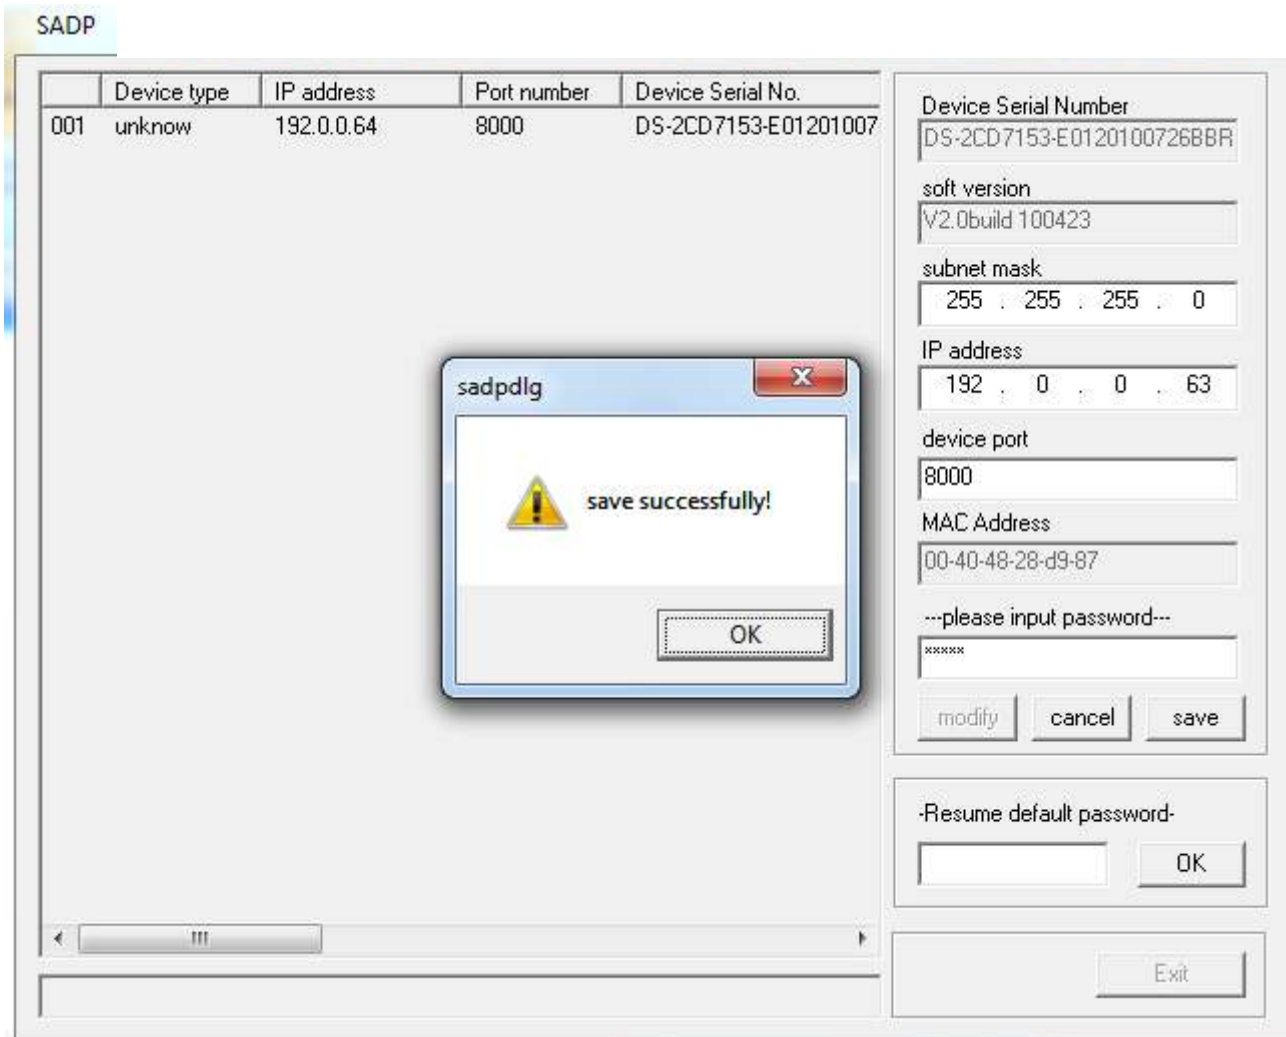 SADP
Device type IP address Port number Device Serial No.
001 unknow 192.0.0.64 8000 DS-2CD7153-E01201007
Device Serial Number
DS-2CD7153-E0120100726BBR
soft version
V2.0build 100423
subnet mask
255 . 255 . 255 . 0
IP address
192 . 0 . 0 . 63
device port
8000
MAC Address
00-40-48-28-d9-87
---please input password---
*****
modify cancel save
-Resume default password-
OK
Exit
sadpdlg
save successfully!
OK